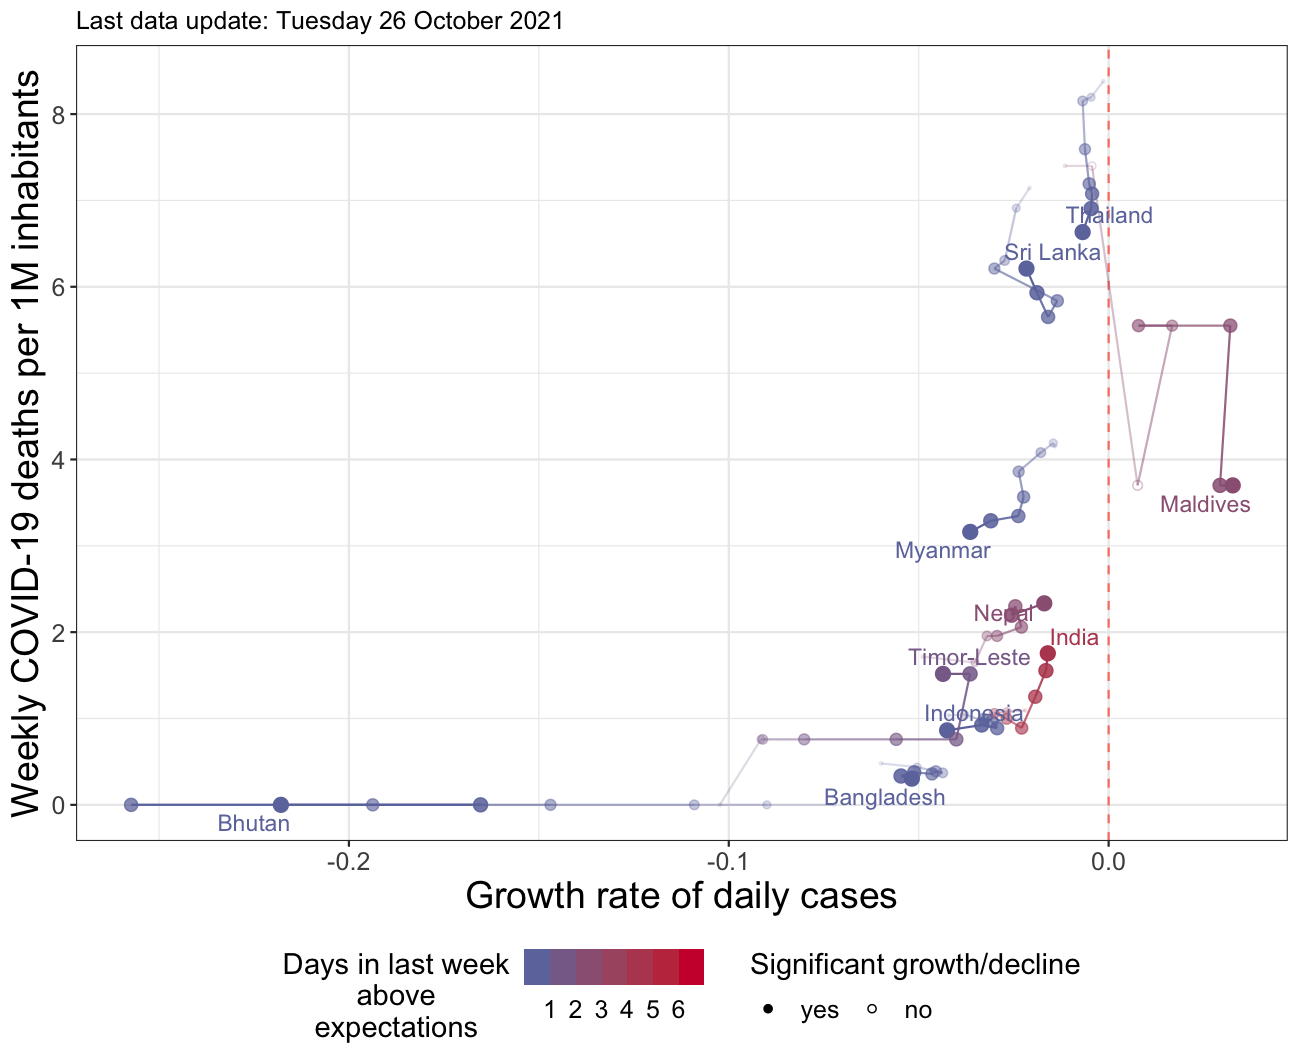 Last data update: Tuesday 26 October 2021
Weekly COVID-19 deaths per 1M inhabitants
8
6
4
2
0
Thailand
Sri Lanka
Maldives
Myanmar
Nepal
India
Timor-Leste
Indonesia
Bangladesh
Bhutan
-0.2
-0.1
0.0
Growth rate of daily cases
Days in last week
above
expectations
1 2 3 4 5 6
Significant growth/decline
yes
no